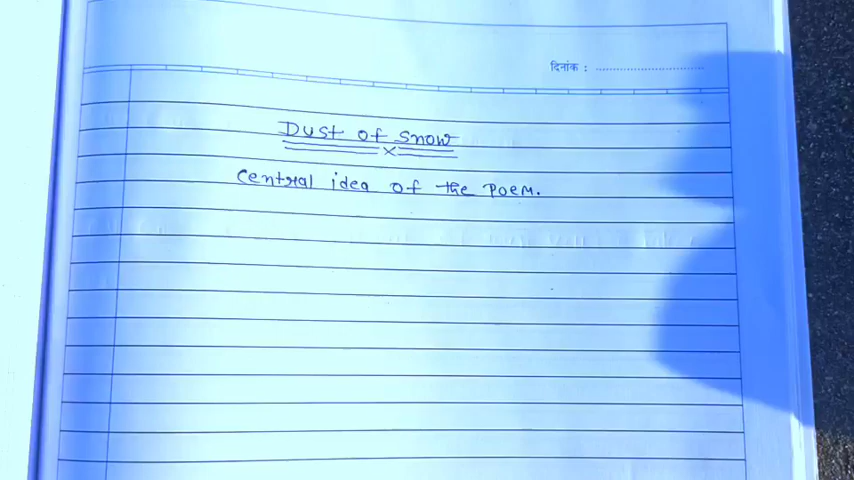 दिनांक : ........................................
Dust of snow
x
Central idea of the Poem.